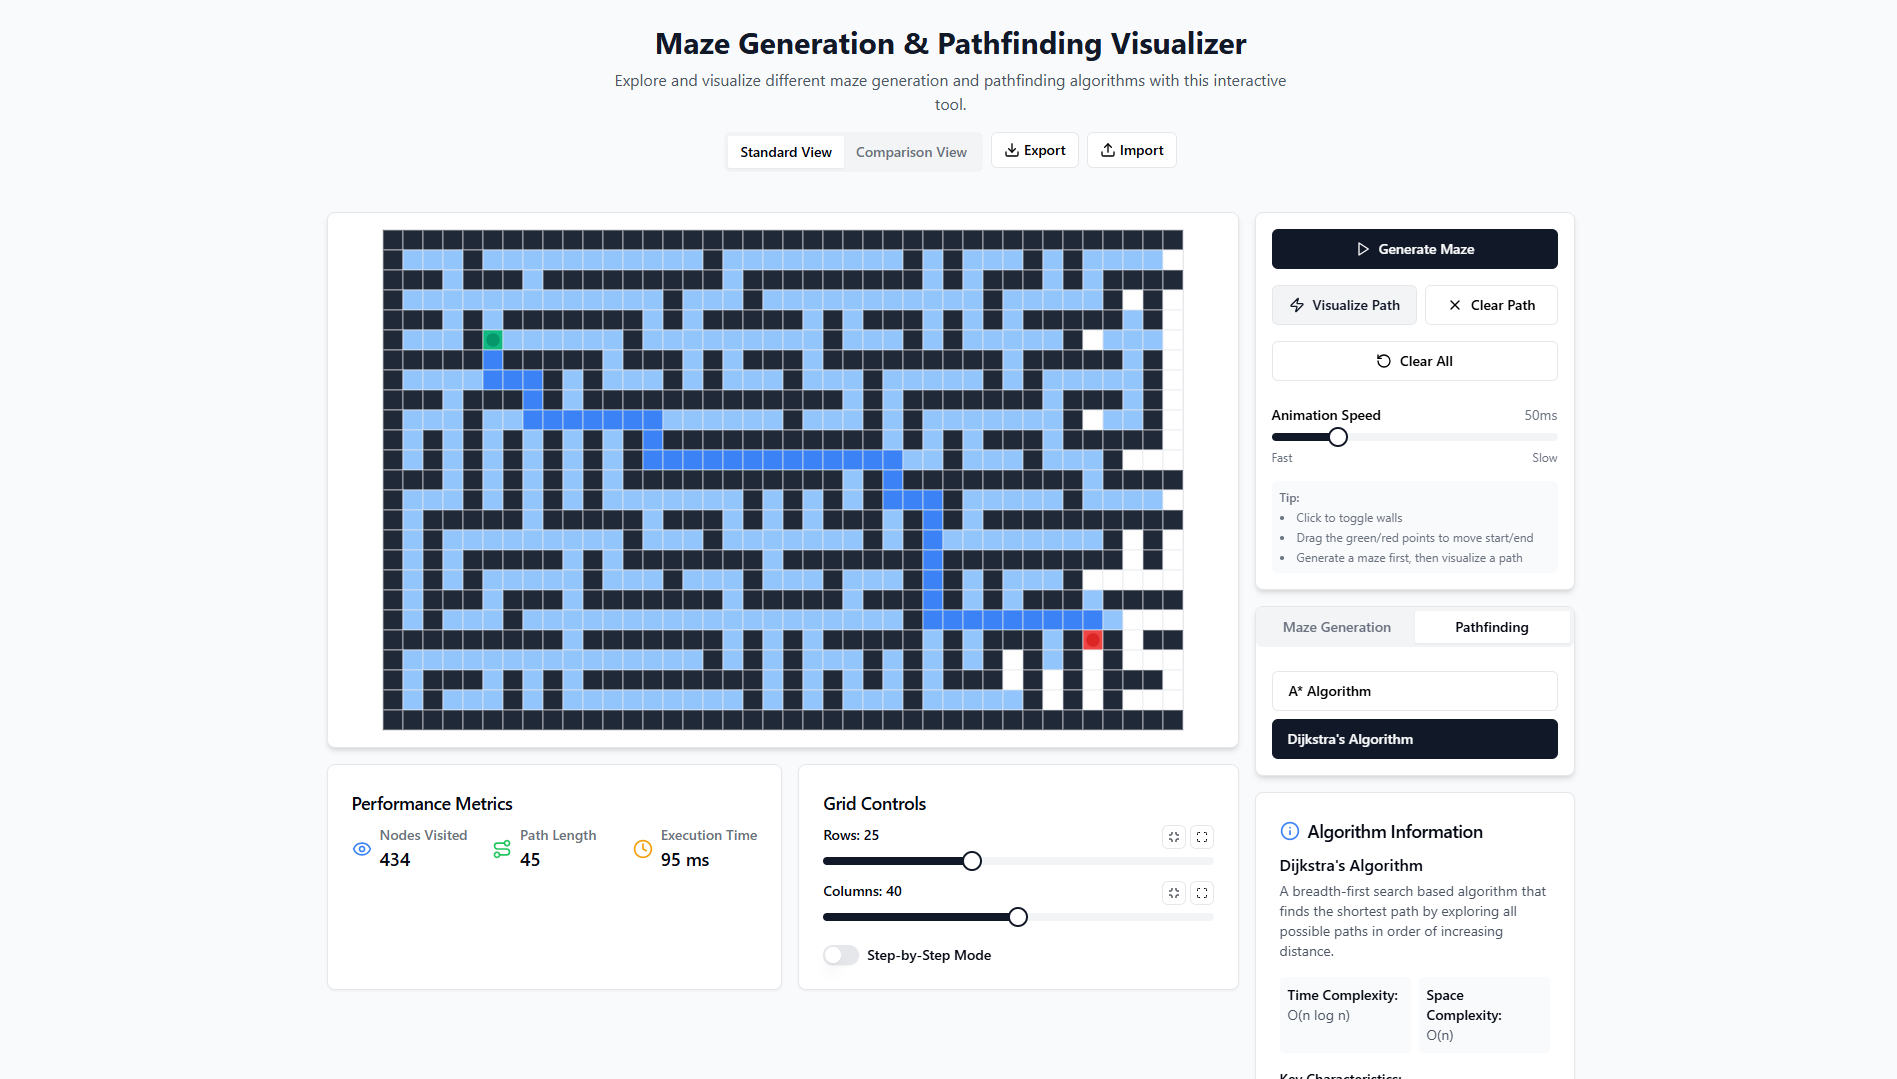 Maze Generation & Pathfinding Visualizer
Explore and visualize different maze generation and pathfinding algorithms with this interactive
tool.
Standard View
Comparison View
Export
Import
Generate Maze
Visualize Path
Clear Path
Clear All
Animation Speed
50ms
Fast
Slow
Tip:
• Click to toggle walls
• Drag the green/red points to move start/end
• Generate a maze first, then visualize a path
Maze Generation
Pathfinding
A* Algorithm
Dijkstra's Algorithm
Performance Metrics
Nodes Visited
434
Path Length
45
Execution Time
95 ms
Grid Controls
Rows: 25
Columns: 40
Step-by-Step Mode
Algorithm Information
Dijkstra's Algorithm
A breadth-first search based algorithm that
finds the shortest path by exploring all
possible paths in order of increasing
distance.
Time Complexity:
O(n log n)
Space
Complexity:
O(n)
Key Characteristics: